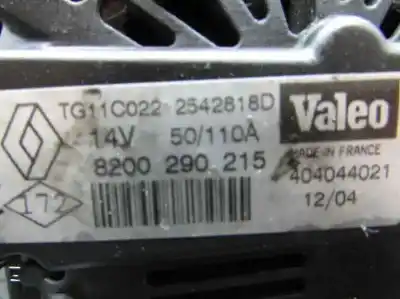 TG11C022 2542818D
14V 50/110A
8200 290 215
172
Valeo
MADE IN FRANCE
404044021
12/04